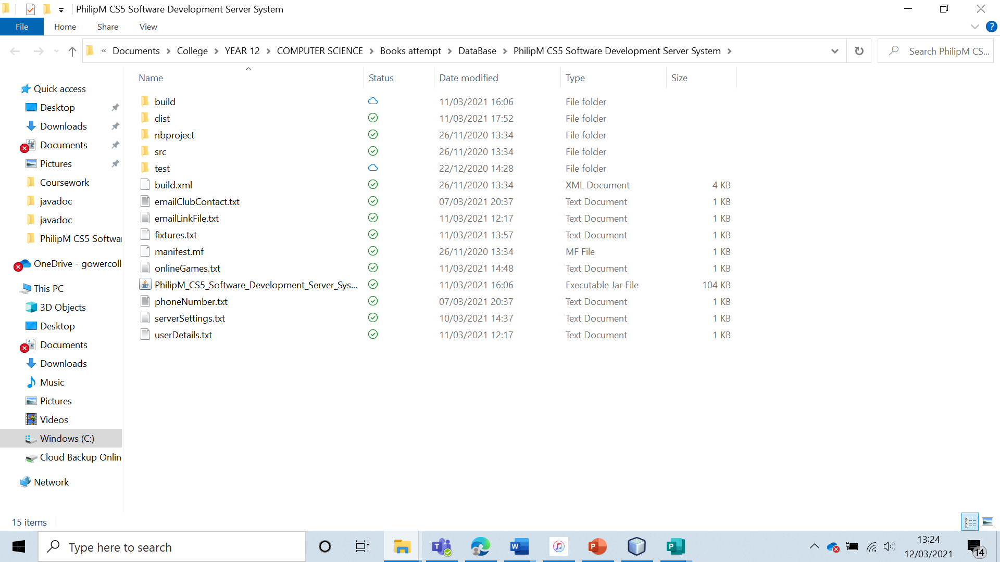 PhilipM CS5 Software Development Server System
File Home Share View
« Documents College YEAR 12 COMPUTER SCIENCE Books attempt DataBase PhilipM CS5 Software Development Server System
Search PhilipM CS...
Name Status Date modified Type Size
Quick access
Desktop
Downloads
Documents
Pictures
Coursework
javadoc
javadoc
PhilipM CS5 Softwar
OneDrive - gowercoll
This PC
3D Objects
Desktop
Documents
Downloads
Music
Pictures
Videos
Windows (C:)
Cloud Backup Onlin
Network
build 11/03/2021 16:06 File folder
dist 11/03/2021 17:52 File folder
nbproject 26/11/2020 13:34 File folder
src 26/11/2020 13:34 File folder
test 22/12/2020 14:28 File folder
build.xml 26/11/2020 13:34 XML Document 4 KB
emailClubContact.txt 07/03/2021 20:37 Text Document 1 KB
emailLinkFile.txt 11/03/2021 12:17 Text Document 1 KB
fixtures.txt 11/03/2021 13:57 Text Document 1 KB
manifest.mf 26/11/2020 13:34 MF File 1 KB
onlineGames.txt 11/03/2021 14:48 Text Document 1 KB
PhilipM_CS5_Software_Development_Server_Sys... 11/03/2021 16:06 Executable Jar File 104 KB
phoneNumber.txt 07/03/2021 20:37 Text Document 1 KB
serverSettings.txt 10/03/2021 14:37 Text Document 1 KB
userDetails.txt 11/03/2021 12:17 Text Document 1 KB
15 items
Type here to search
13:24
12/03/2021
14